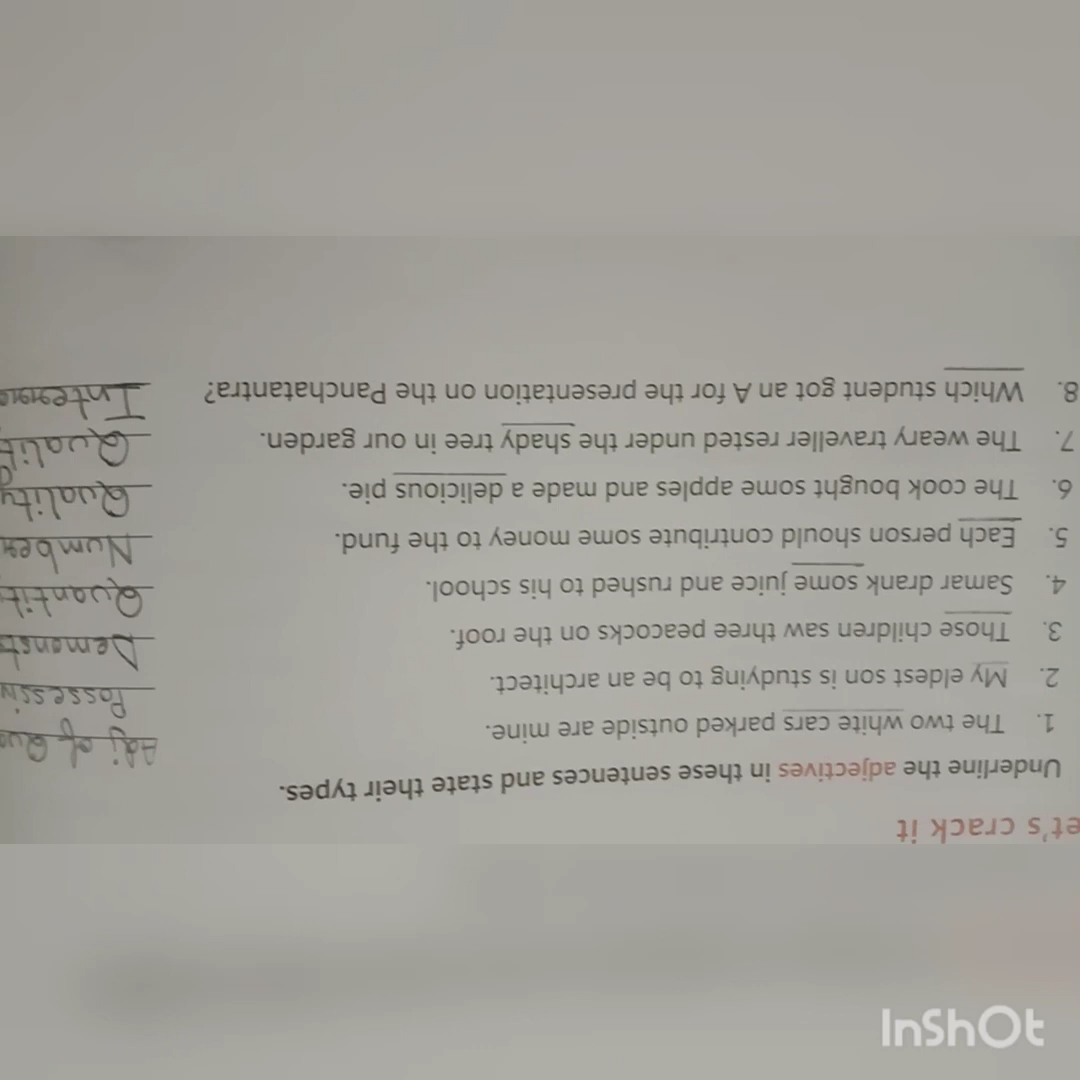 et's crack it
Underline the adjectives in these sentences and state their types.
1. The two white cars parked outside are mine. Adj. of Qua
2. My eldest son is studying to be an architect. Possessiv
3. Those children saw three peacocks on the roof. Demonst
4. Samar drank some juice and rushed to his school. Quantit
5. Each person should contribute some money to the fund. Number
6. The cook bought some apples and made a delicious pie. Quality
7. The weary traveller rested under the shady tree in our garden. Qualit
8. Which student got an A for the presentation on the Panchatantra?
InShOt